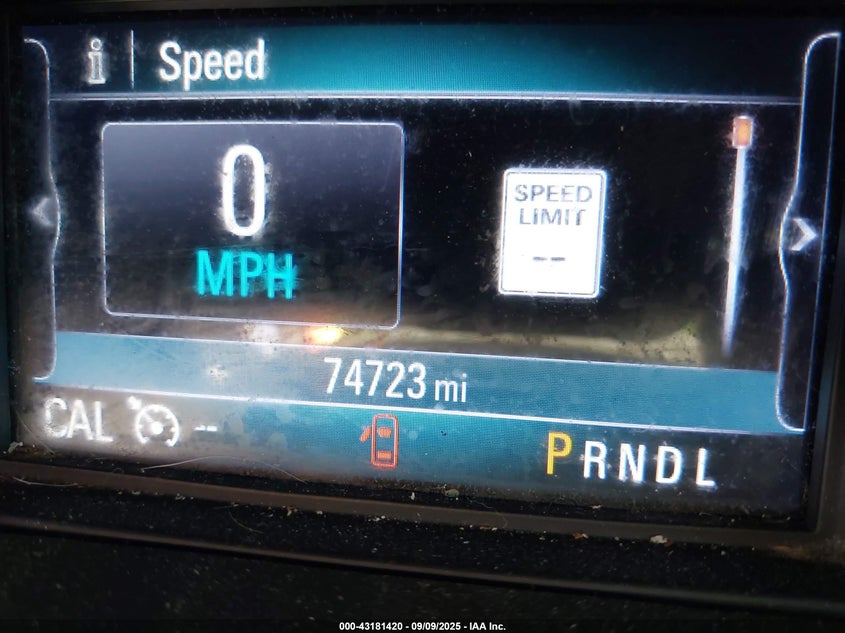 i Speed
0
MPH
SPEED
LIMIT
--
74723 mi
CAL --
PRNDL
000-43181420 - 09/09/2025 - IAA Inc.